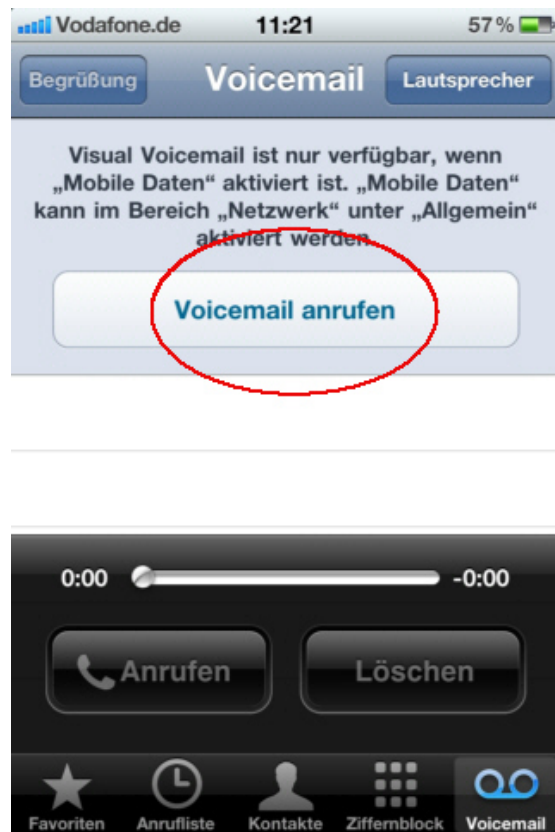 Vodafone.de 11:21 57 %
Begrüßung Voicemail Lautsprecher
Visual Voicemail ist nur verfügbar, wenn
„Mobile Daten“ aktiviert ist. „Mobile Daten“
kann im Bereich „Netzwerk“ unter „Allgemein“
aktiviert werden.
Voicemail anrufen
0:00 -0:00
Anrufen Löschen
Favoriten Anrufliste Kontakte Ziffernblock Voicemail